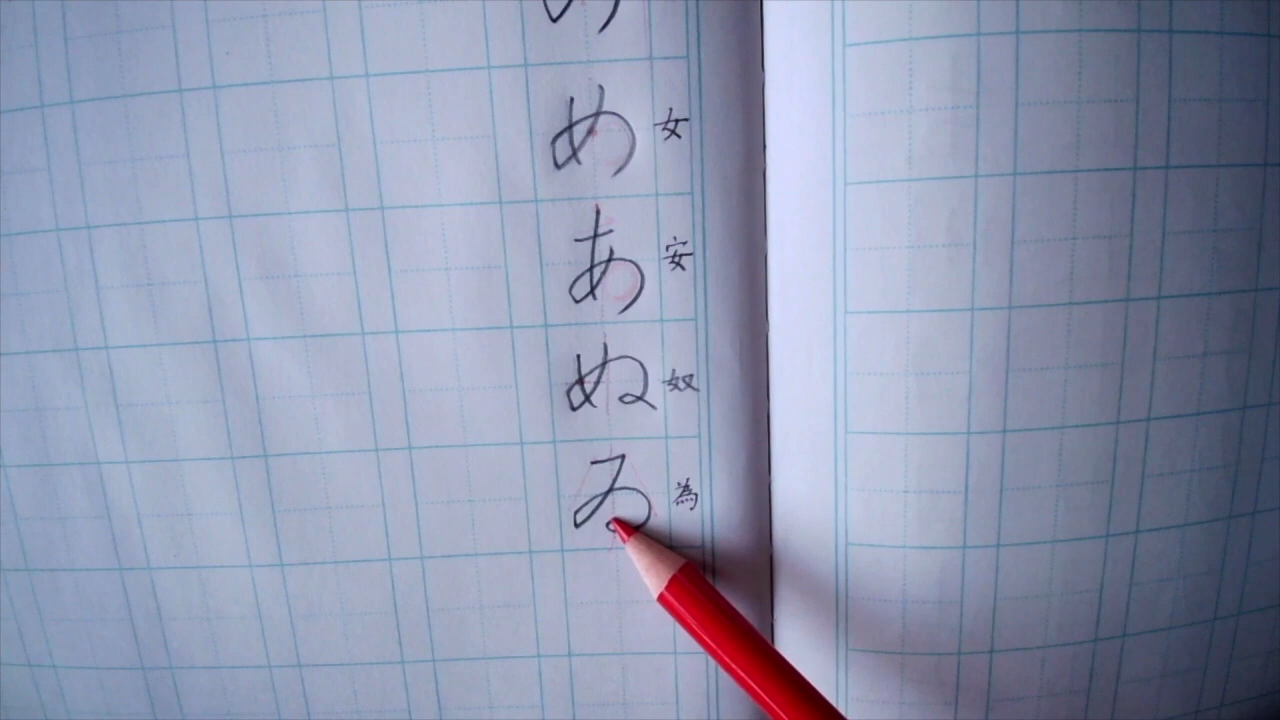 め 女
あ 安
ぬ 奴
ゐ 為